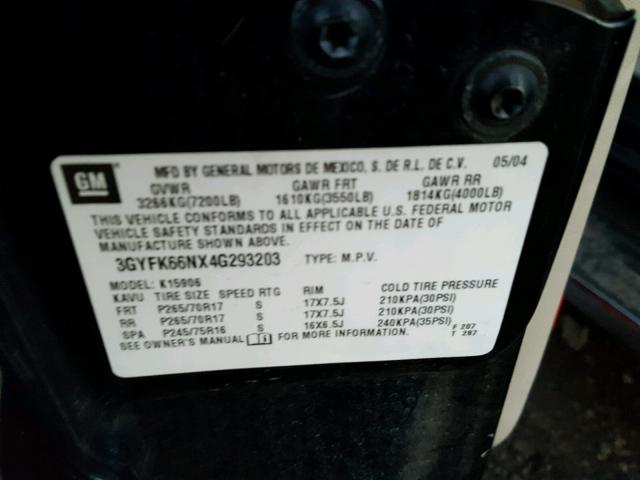 GM
MFD BY GENERAL MOTORS DE MEXICO, S. DE R.L. DE C.V. 05/04
GVWR GAWR FRT GAWR RR
3266KG(7200LB) 1610KG(3550LB) 1814KG(4000LB)
THIS VEHICLE CONFORMS TO ALL APPLICABLE U.S. FEDERAL MOTOR
VEHICLE SAFETY STANDARDS IN EFFECT ON THE DATE OF
MANUFACTURE SHOWN ABOVE.
3GYFK66NX4G293203 TYPE: M.P.V.
MODEL: K15906
KAVU TIRE SIZE SPEED RTG RIM COLD TIRE PRESSURE
FRT P265/70R17 S 17X7.5J 210KPA(30PSI)
RR P265/70R17 S 17X7.5J 210KPA(30PSI)
SPA P245/75R16 S 16X6.5J 240KPA(35PSI)
SEE OWNER'S MANUAL FOR MORE INFORMATION.
F 207
T 287